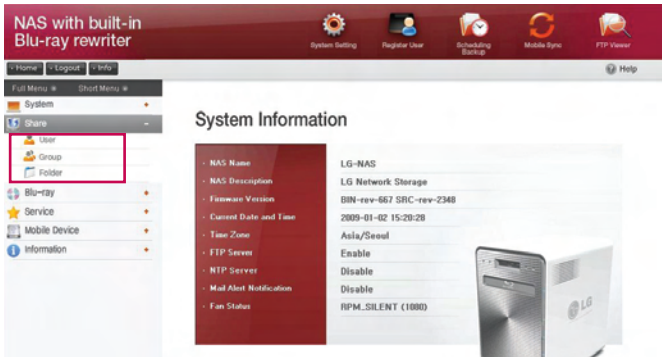 NAS with built-in
Blu-ray rewriter
System Setting
Register User
Scheduling
Backup
Mobile Sync
FTP Viewer
Home
Logout
Info
Help
Full Menu
Short Menu
System
Share
User
Group
Folder
Blu-ray
Service
Mobile Device
Information
System Information
NAS Name LG-NAS
NAS Description LG Network Storage
Firmware Version BIN-rev-667 SRC-rev-2348
Current Date and Time 2009-01-02 15:20:28
Time Zone Asia/Seoul
FTP Server Enable
NTP Server Disable
Mail Alert Notification Disable
Fan Status RPM_SILENT (1080)
LG